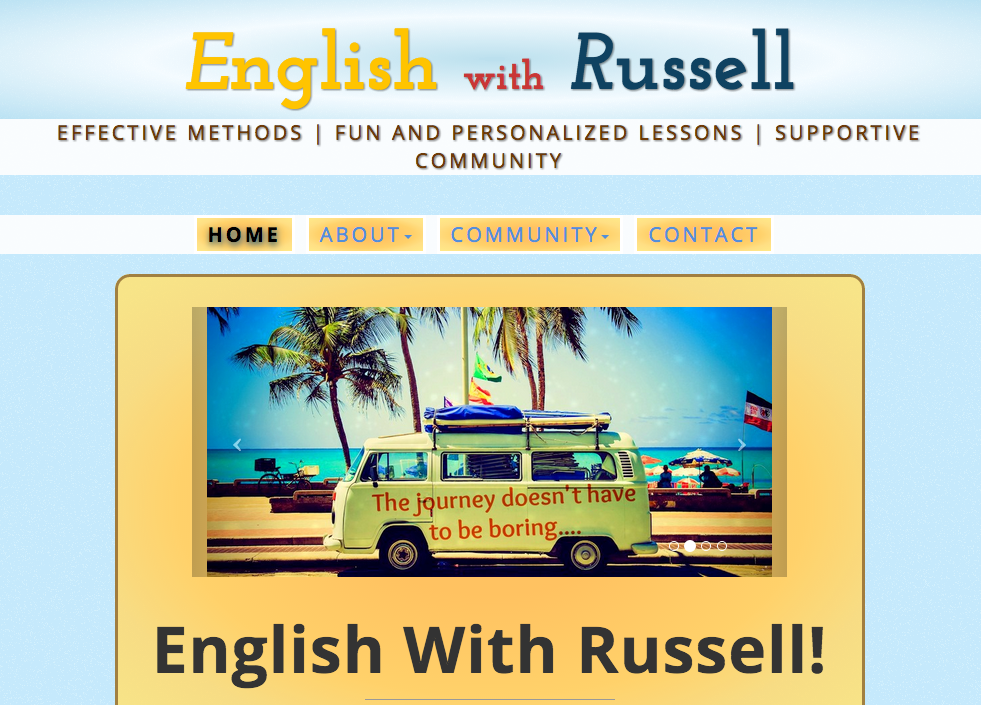 English with Russell
EFFECTIVE METHODS | FUN AND PERSONALIZED LESSONS | SUPPORTIVE
COMMUNITY
HOME ABOUT COMMUNITY CONTACT
The journey doesn't have
to be boring....
English With Russell!